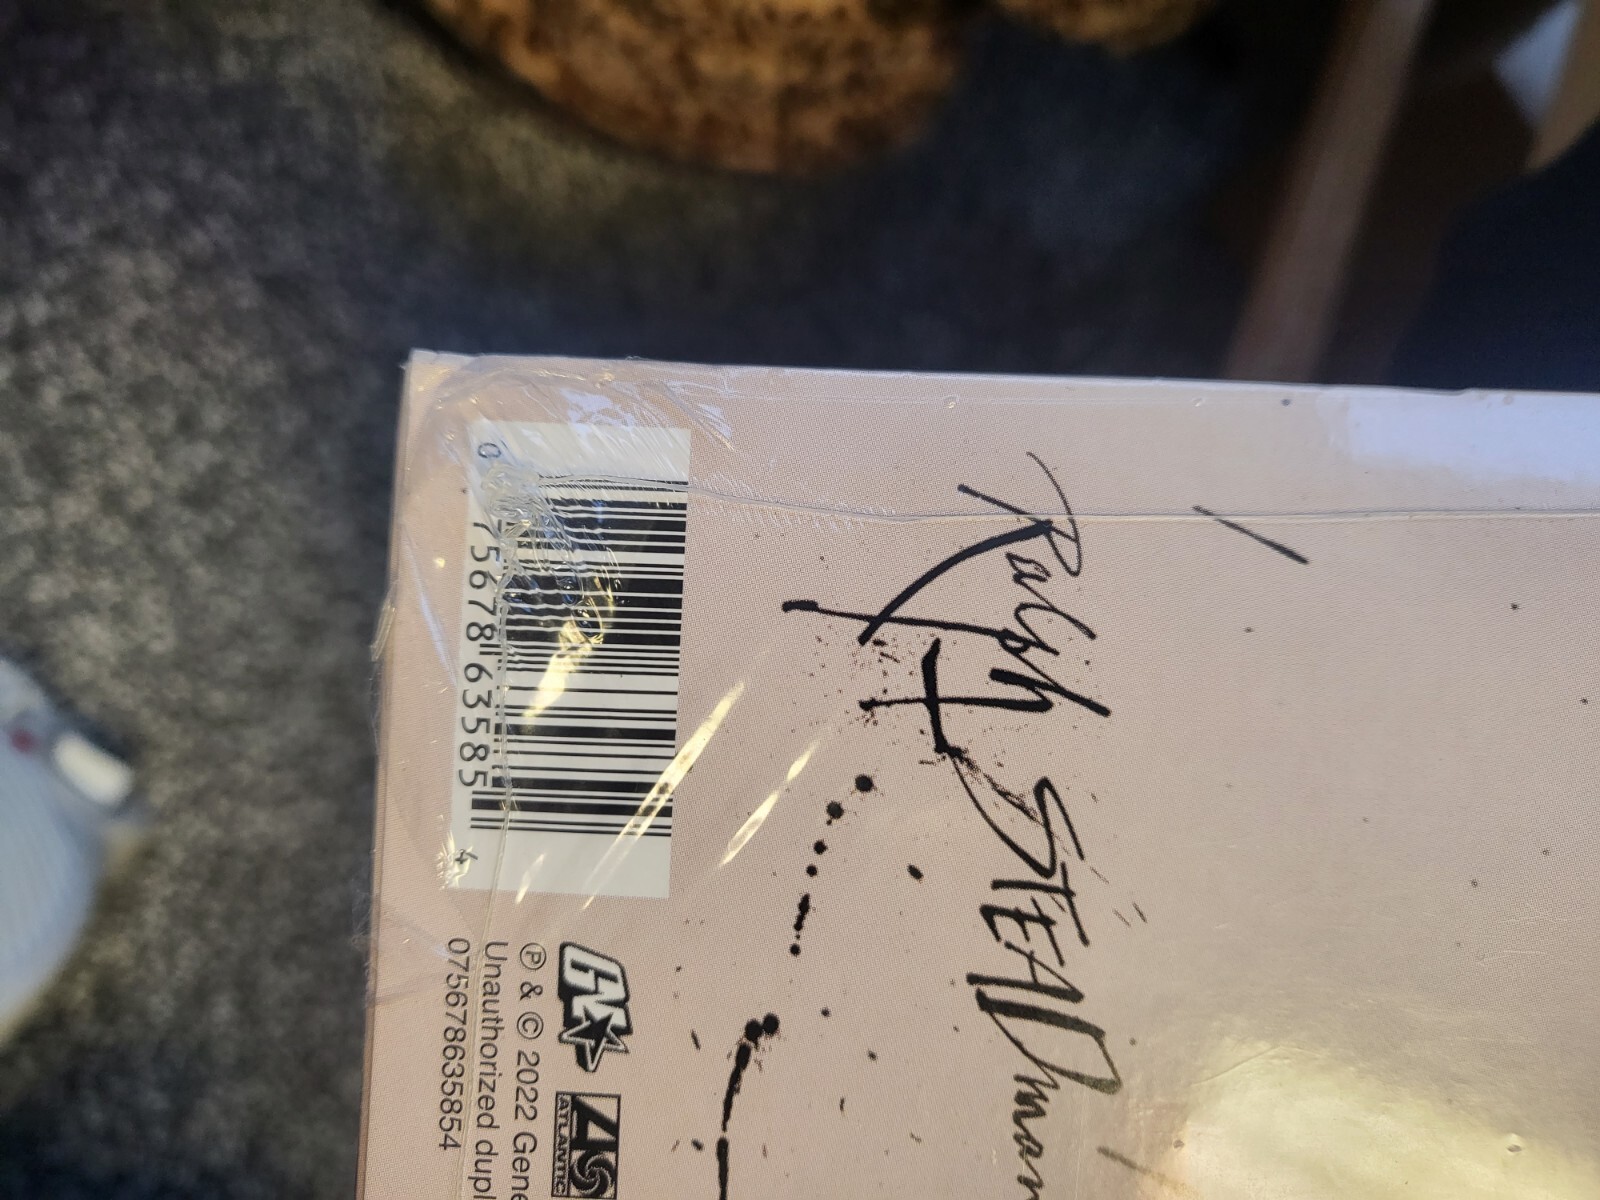 Ralph STEADman
0 75678 63585 4
ATLANTIC
℗ & © 2022 Gene
Unauthorized dupl
075678635854